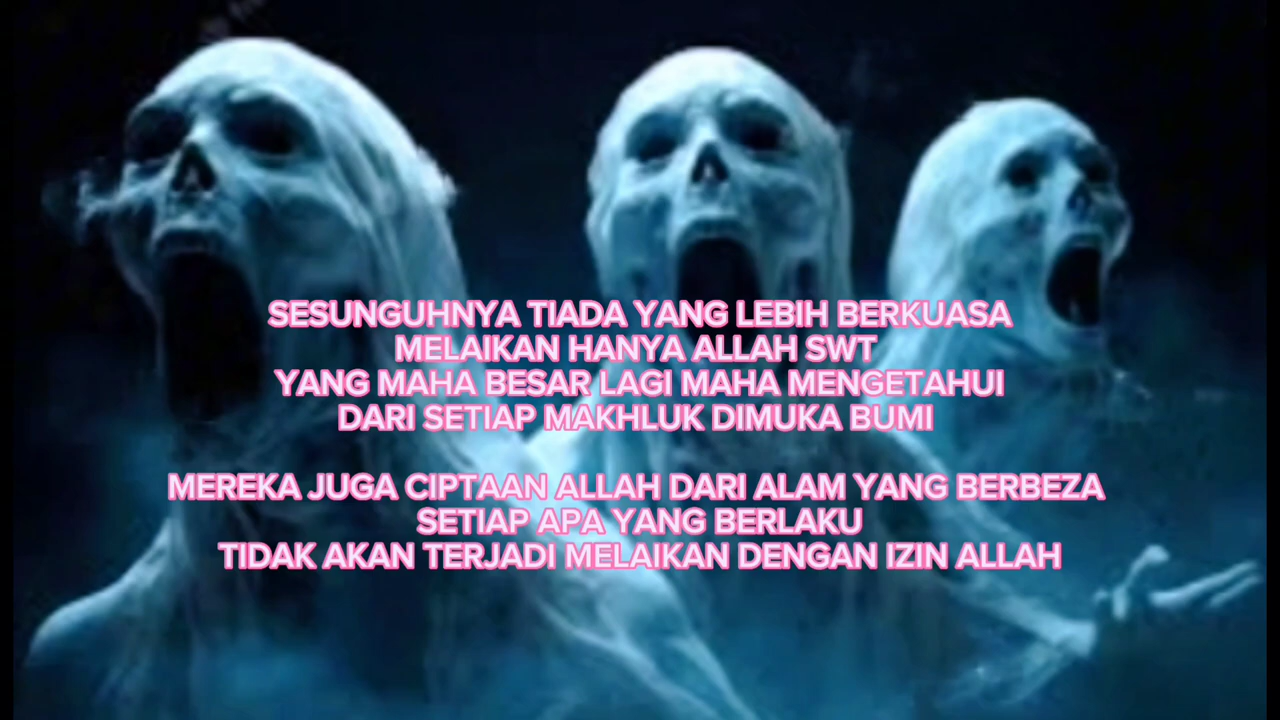 SESUNGUHNYA TIADA YANG LEBIH BERKUASA
MELAIKAN HANYA ALLAH SWT
YANG MAHA BESAR LAGI MAHA MENGETAHUI
DARI SETIAP MAKHLUK DIMUKA BUMI
MEREKA JUGA CIPTAAN ALLAH DARI ALAM YANG BERBEZA
SETIAP APA YANG BERLAKU
TIDAK AKAN TERJADI MELAIKAN DENGAN IZIN ALLAH